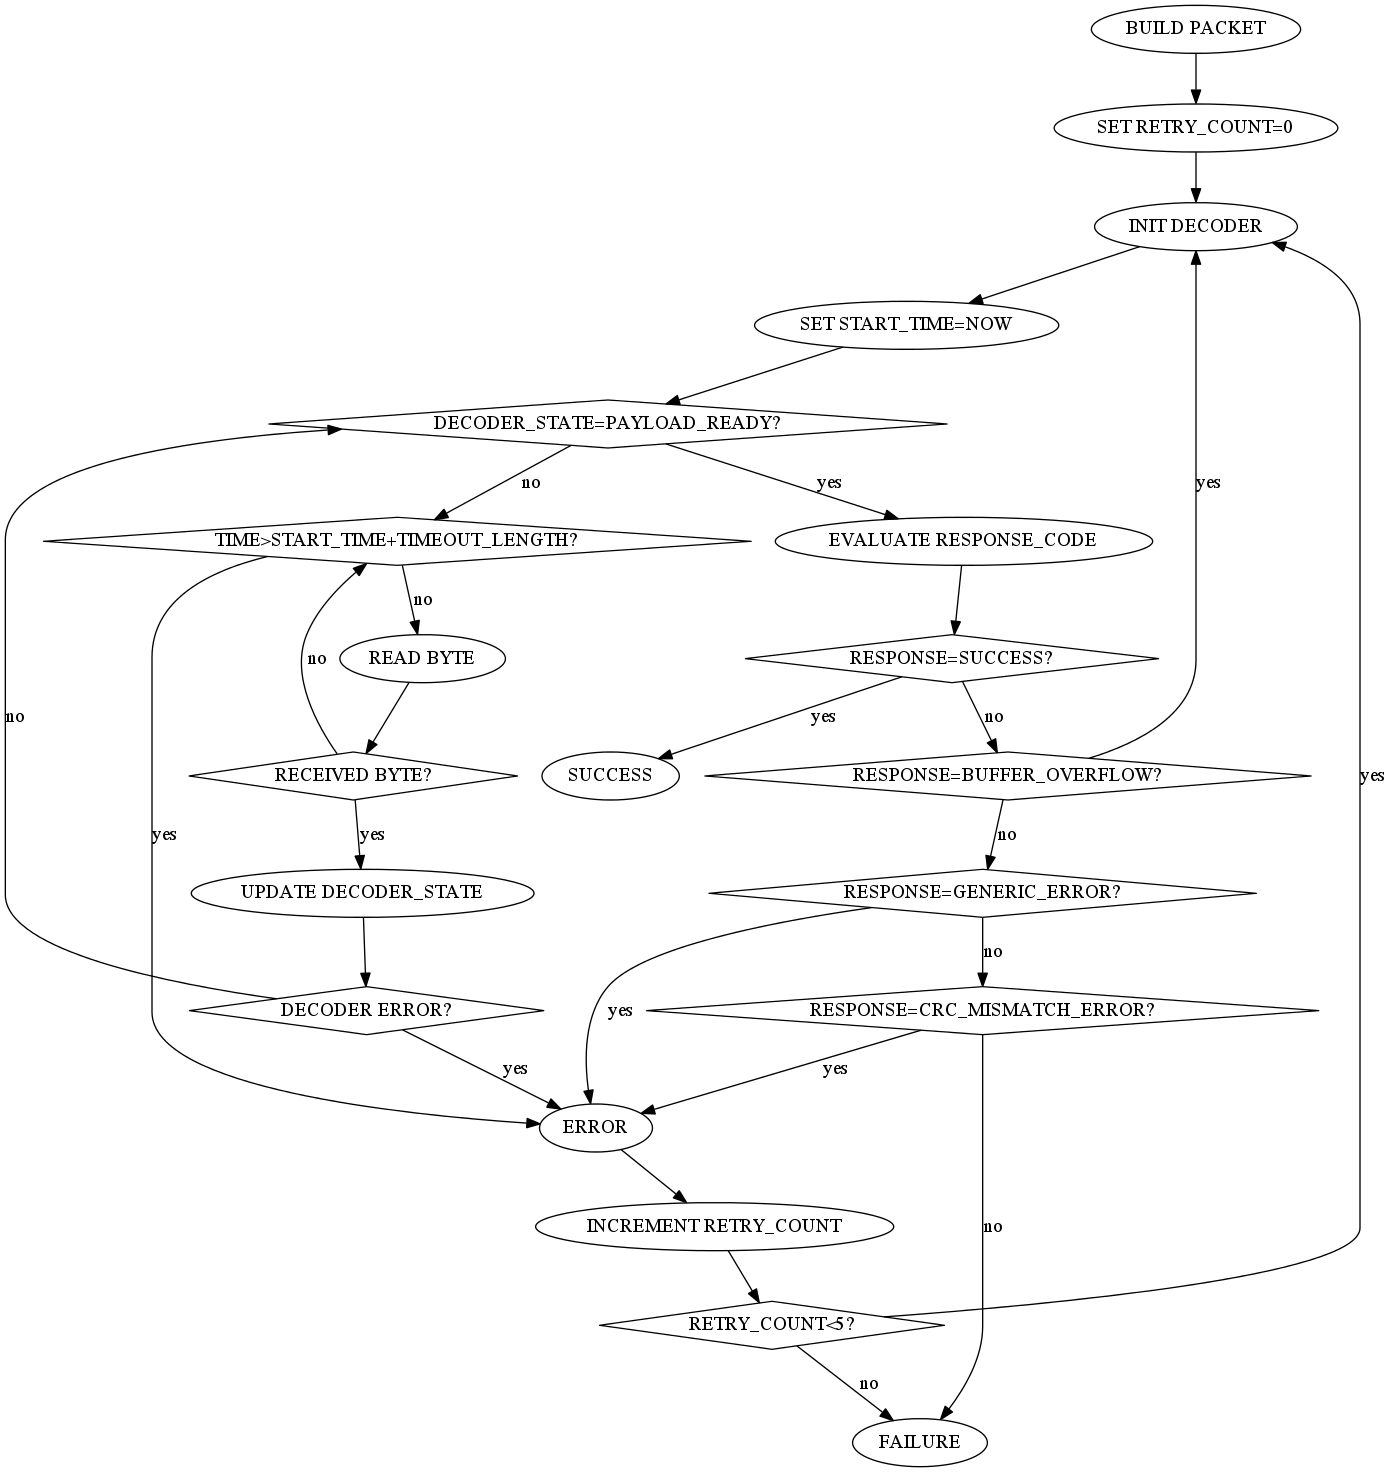 BUILD PACKET
SET RETRY_COUNT=0
INIT DECODER
SET START_TIME=NOW
DECODER_STATE=PAYLOAD_READY?
no
yes
yes
TIME>START_TIME+TIMEOUT_LENGTH?
EVALUATE RESPONSE_CODE
no
READ BYTE
no
RESPONSE=SUCCESS?
no
yes
no
RECEIVED BYTE?
SUCCESS
RESPONSE=BUFFER_OVERFLOW?
yes
yes
yes
no
UPDATE DECODER_STATE
RESPONSE=GENERIC_ERROR?
no
DECODER ERROR?
yes
RESPONSE=CRC_MISMATCH_ERROR?
yes
yes
ERROR
INCREMENT RETRY_COUNT
no
RETRY_COUNT<5?
no
FAILURE